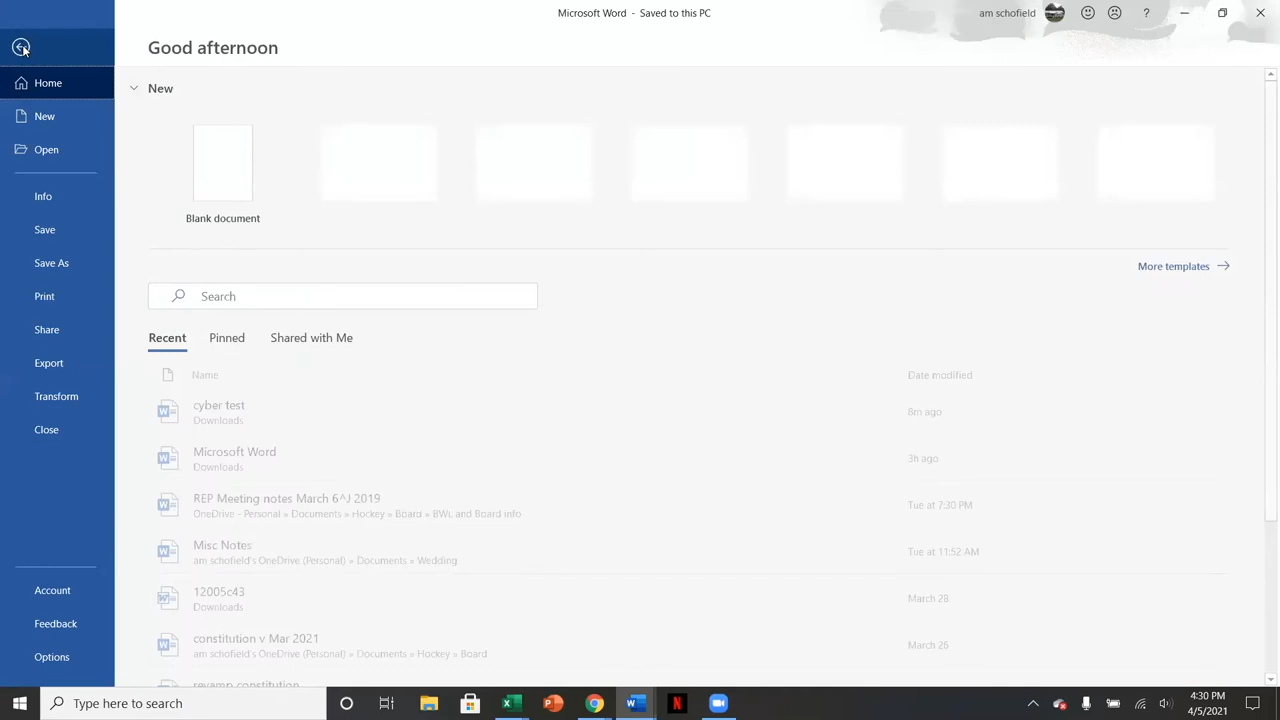 Microsoft Word - Saved to this PC
am schofield
?
Good afternoon
Home
New
Open
Info
Save
Save As
Print
Share
Export
Transform
Close
Account
Feedback
Options
New
Blank document
More templates
Search
Recent Pinned Shared with Me
Name Date modified
cyber test
Downloads
8m ago
Microsoft Word
Downloads
3h ago
REP Meeting notes March 6^J 2019
OneDrive - Personal » Documents » Hockey » Board » BWL and Board info
Tue at 7:30 PM
Misc Notes
am schofield's OneDrive (Personal) » Documents » Wedding
Tue at 11:52 AM
12005c43
Downloads
March 28
constitution v Mar 2021
am schofield's OneDrive (Personal) » Documents » Hockey » Board
March 26
revamp constitution
Type here to search
4:30 PM
4/5/2021